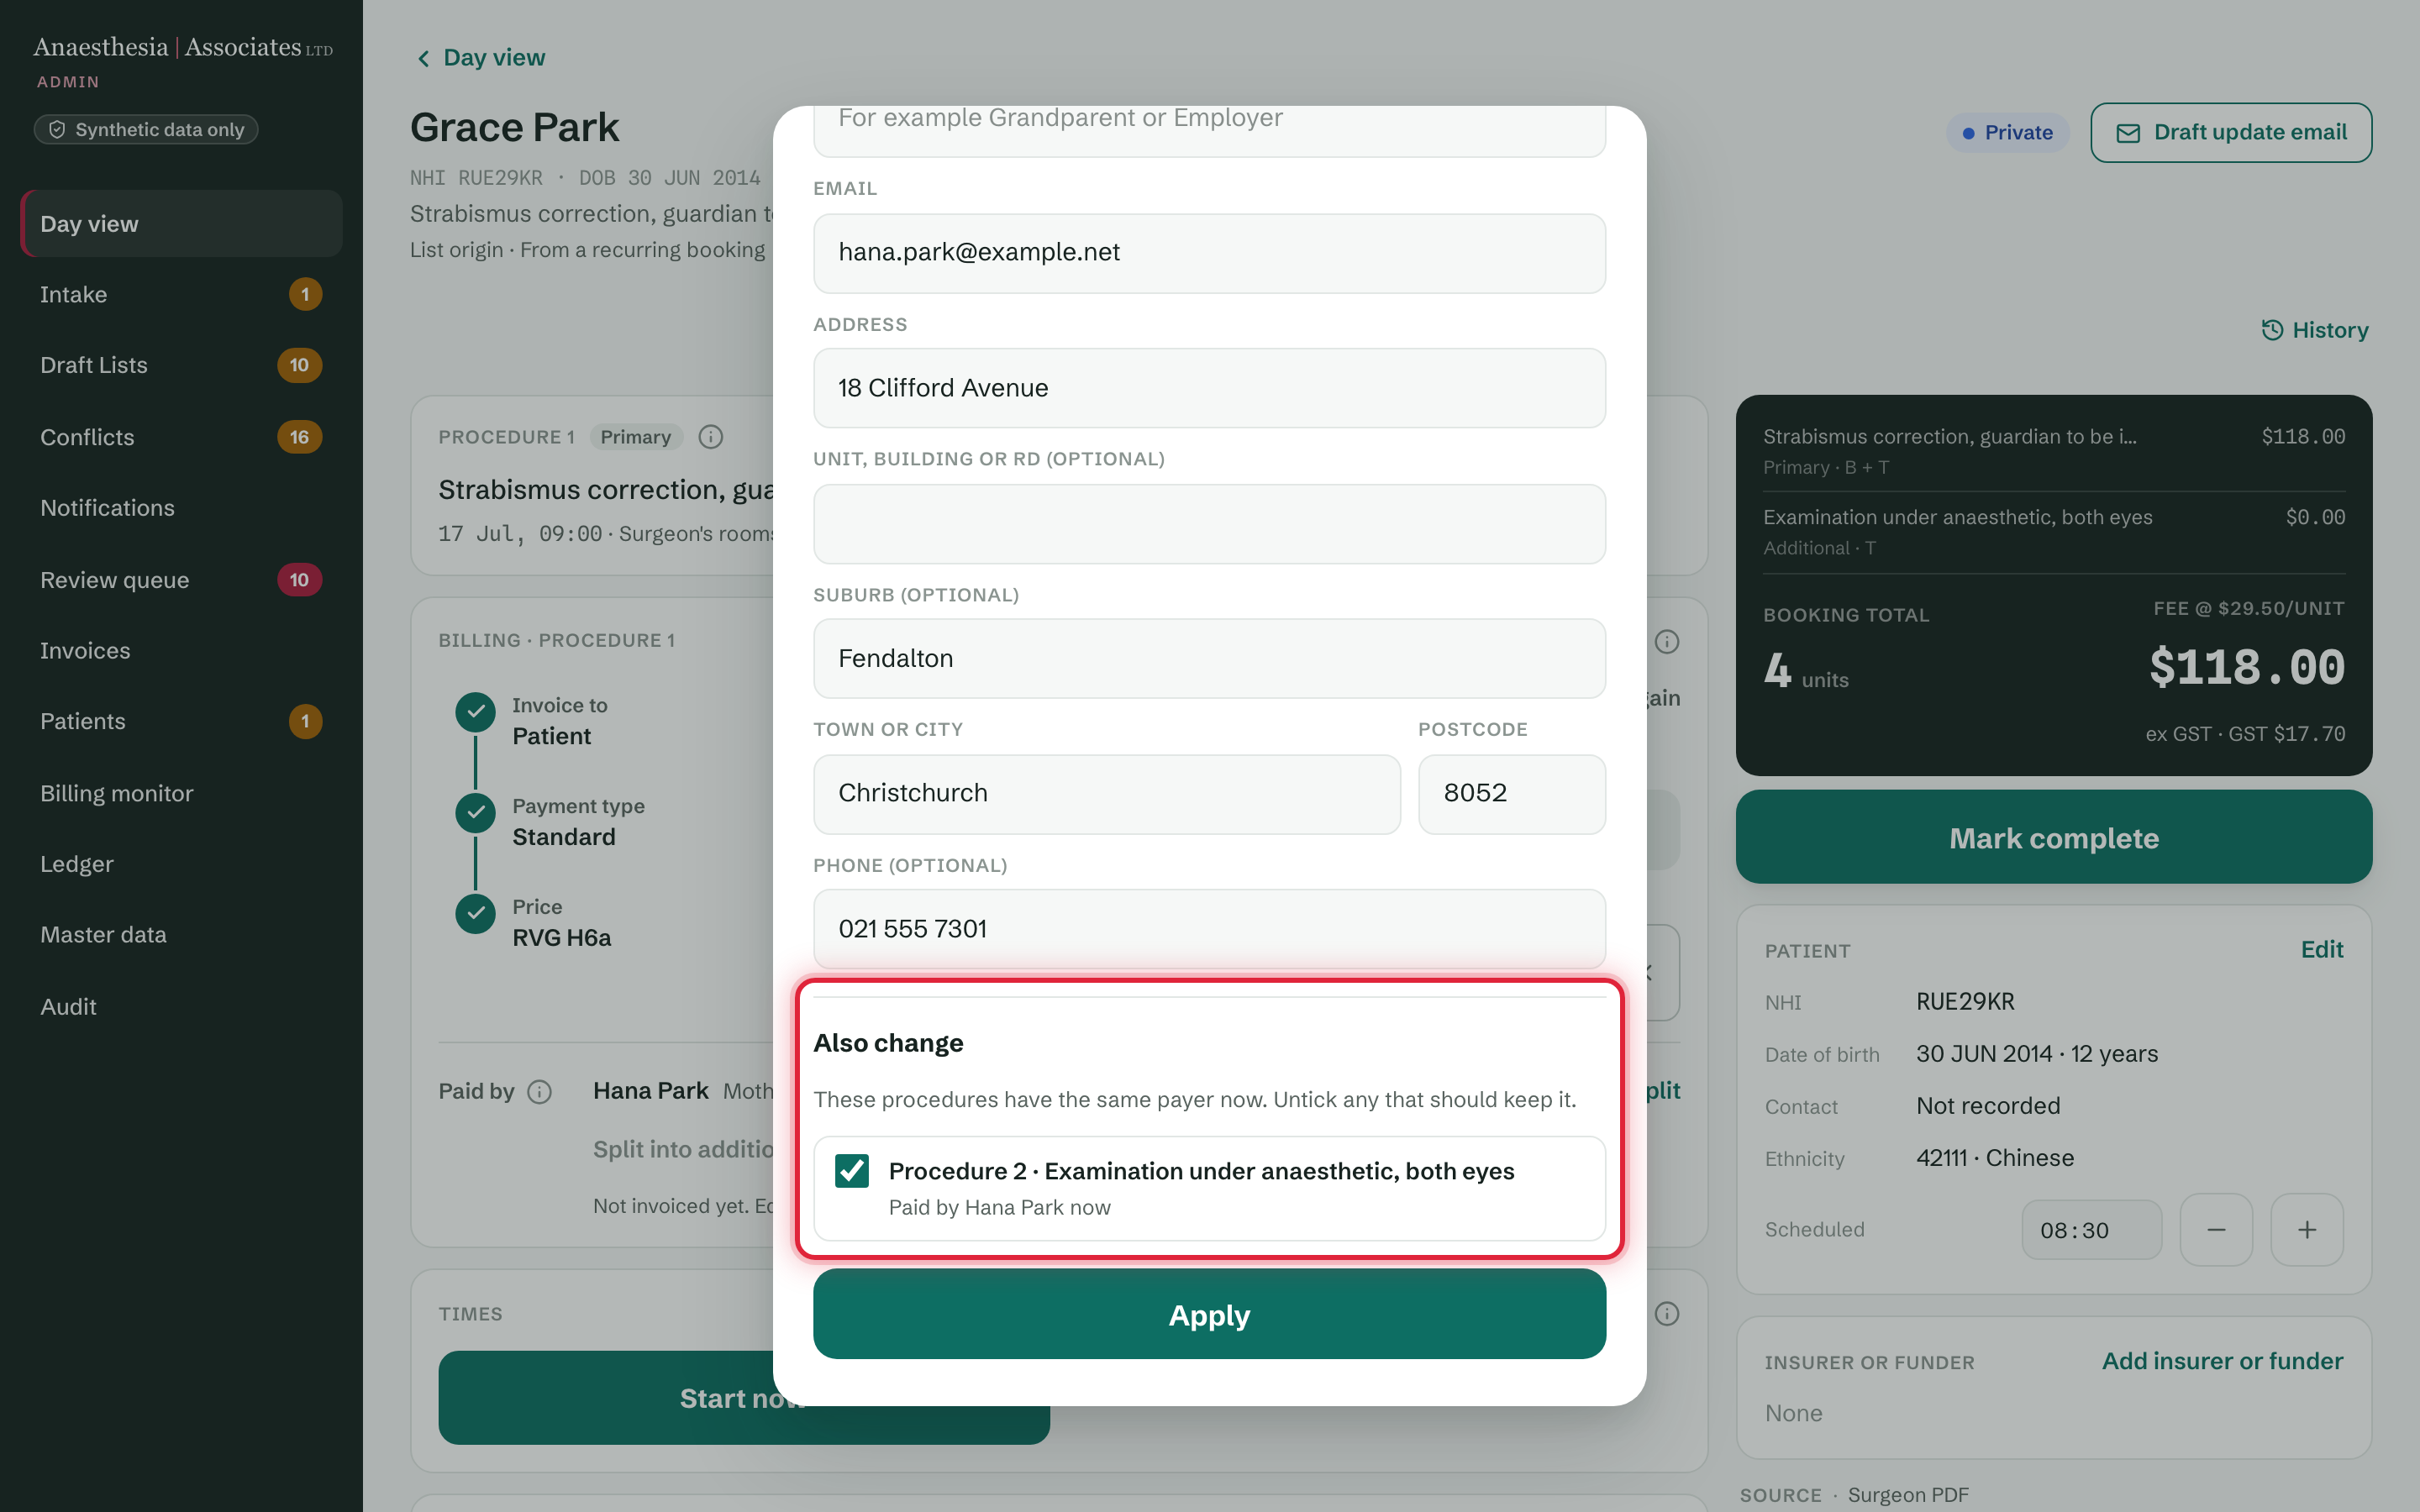 Anaesthesia | Associates LTD
ADMIN
Synthetic data only
Day view
Intake 1
Draft Lists 10
Conflicts 16
Notifications
Review queue 10
Invoices
Patients 1
Billing monitor
Ledger
Master data
Audit
Day view
Grace Park
NHI RUE29KR · DOB 30 JUN 2014
Strabismus correction, guardian
List origin · From a recurring booking
Private
Draft update email
History
PROCEDURE 1 Primary
Strabismus correction,
17 Jul, 09:00 · Surgeon's
BILLING · PROCEDURE 1
Invoice to
Patient
Payment type
Standard
Price
RVG H6a
Paid by Hana Park
Split into
Not invoiced yet.
TIMES
Start now
For example Grandparent or Employer
EMAIL
hana.park@example.net
ADDRESS
18 Clifford Avenue
UNIT, BUILDING OR RD (OPTIONAL)
SUBURB (OPTIONAL)
Fendalton
TOWN OR CITY POSTCODE
Christchurch 8052
PHONE (OPTIONAL)
021 555 7301
Also change
These procedures have the same payer now. Untick any that should keep it.
Procedure 2 · Examination under anaesthetic, both eyes
Paid by Hana Park now
Apply
Strabismus correction, guardian to be i... $118.00
Primary · B + T
Examination under anaesthetic, both eyes $0.00
Additional · T
BOOKING TOTAL FEE @ $29.50/UNIT
4 units $118.00
ex GST · GST $17.70
Mark complete
PATIENT Edit
NHI RUE29KR
Date of birth 30 JUN 2014 · 12 years
Contact Not recorded
Ethnicity 42111 · Chinese
Scheduled 08:30
INSURER OR FUNDER Add insurer or funder
None
SOURCE · Surgeon PDF